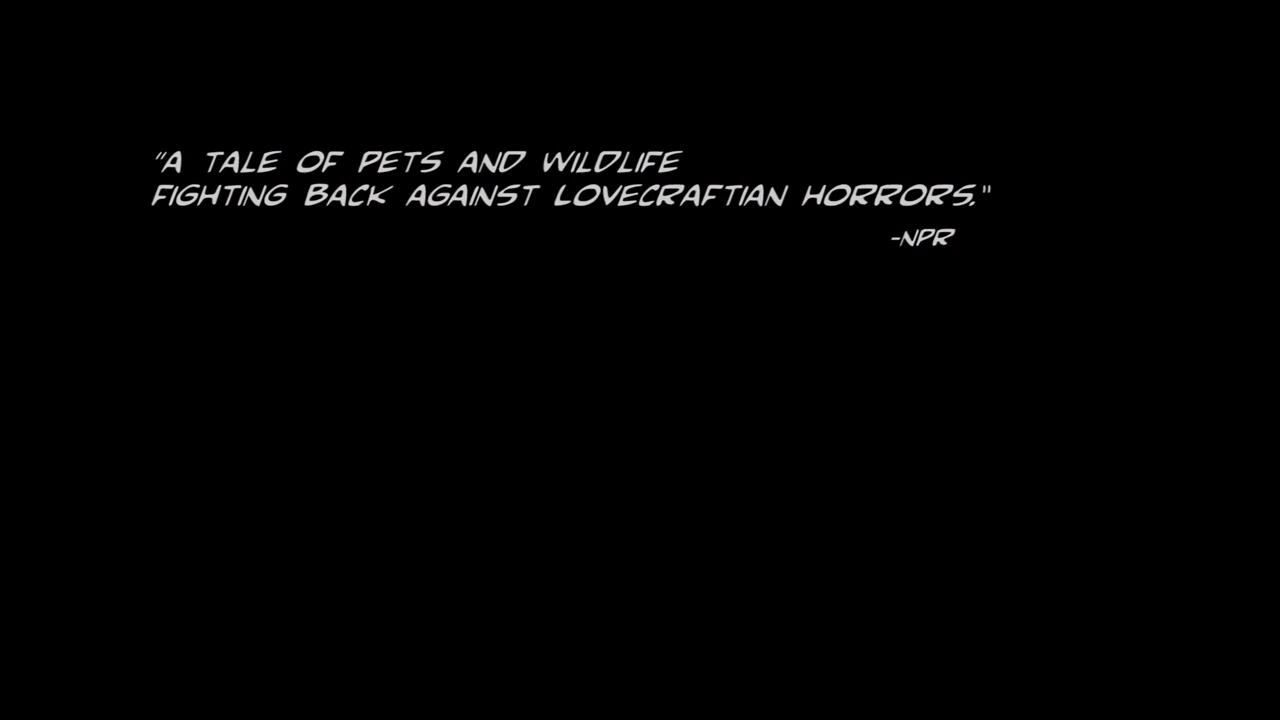 "A TALE OF PETS AND WILDLIFE
FIGHTING BACK AGAINST LOVECRAFTIAN HORRORS."
-NPR